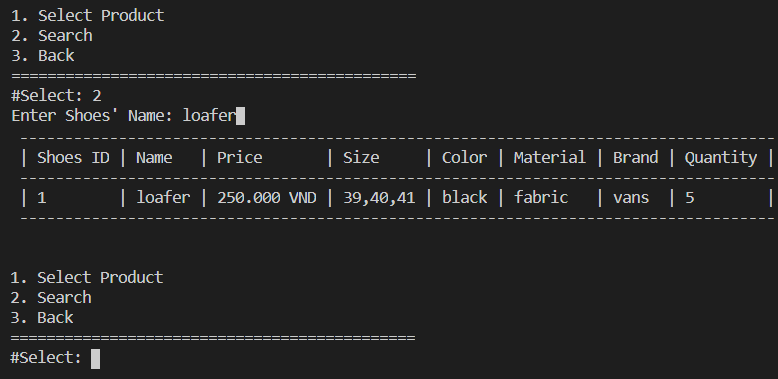 1. Select Product
2. Search
3. Back
=============================================
#Select: 2
Enter Shoes' Name: loafer
------------------------------------------------------------------------------------
| Shoes ID | Name   | Price      | Size     | Color | Material | Brand | Quantity |
------------------------------------------------------------------------------------
| 1        | loafer | 250.000 VND | 39,40,41 | black | fabric   | vans  | 5        |
------------------------------------------------------------------------------------
1. Select Product
2. Search
3. Back
=============================================
#Select: